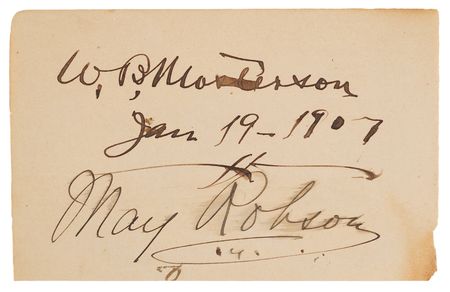 W. B. Masterson
Jan 19 - 1907
May Robson